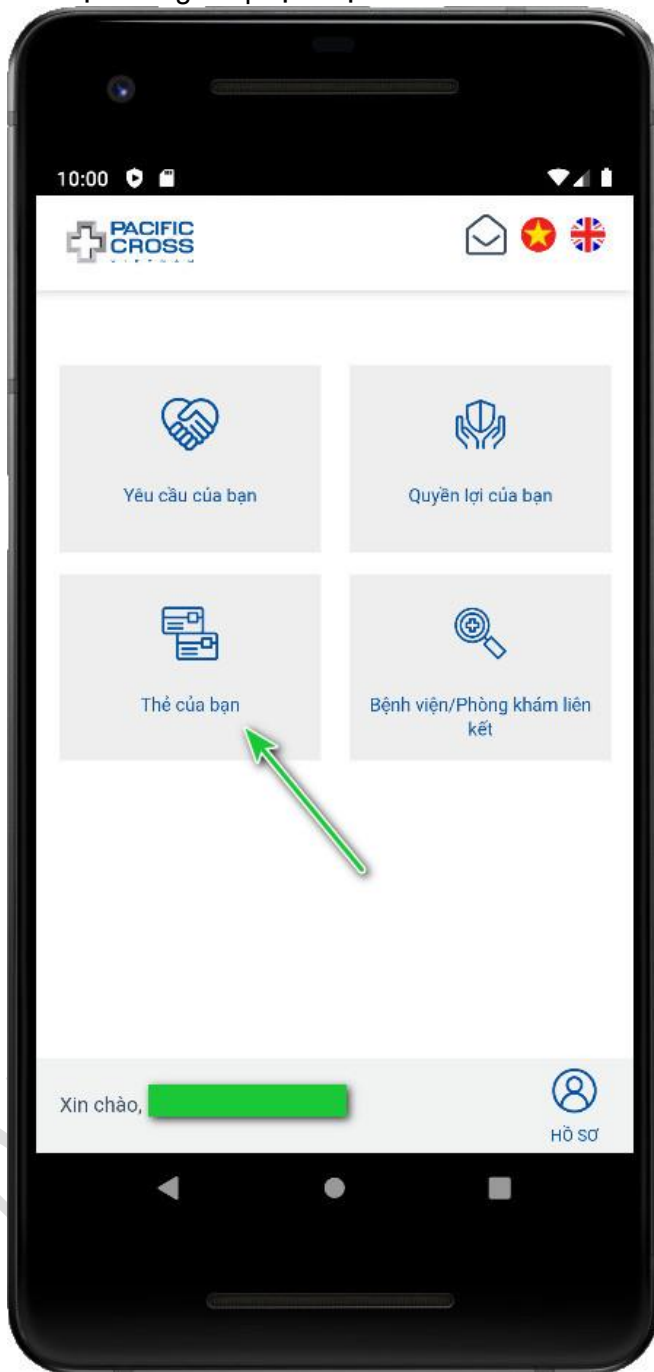 10:00
PACIFIC
CROSS
VIETNAM
Yêu cầu của bạn
Quyền lợi của bạn
Thẻ của bạn
Bệnh viện/Phòng khám liên
kết
Xin chào,
HỒ SƠ